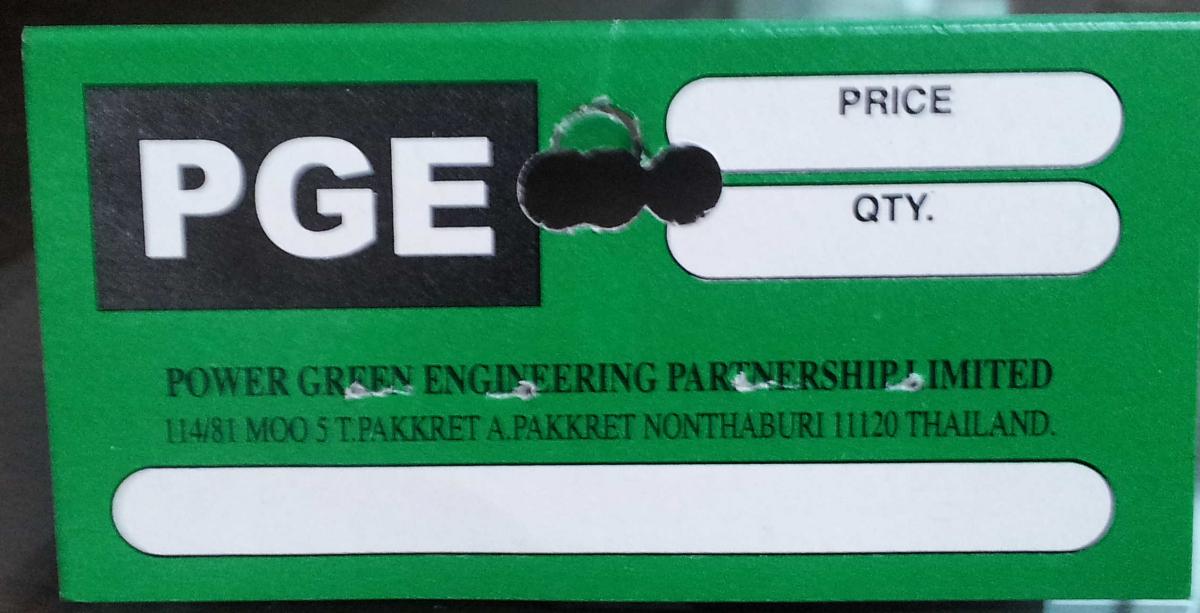 PGE
PRICE
QTY.
POWER GREEN ENGINEERING PARTNERSHIP LIMITED
114/81 MOO 5 T.PAKKRET A.PAKKRET NONTHABURI 11120 THAILAND.